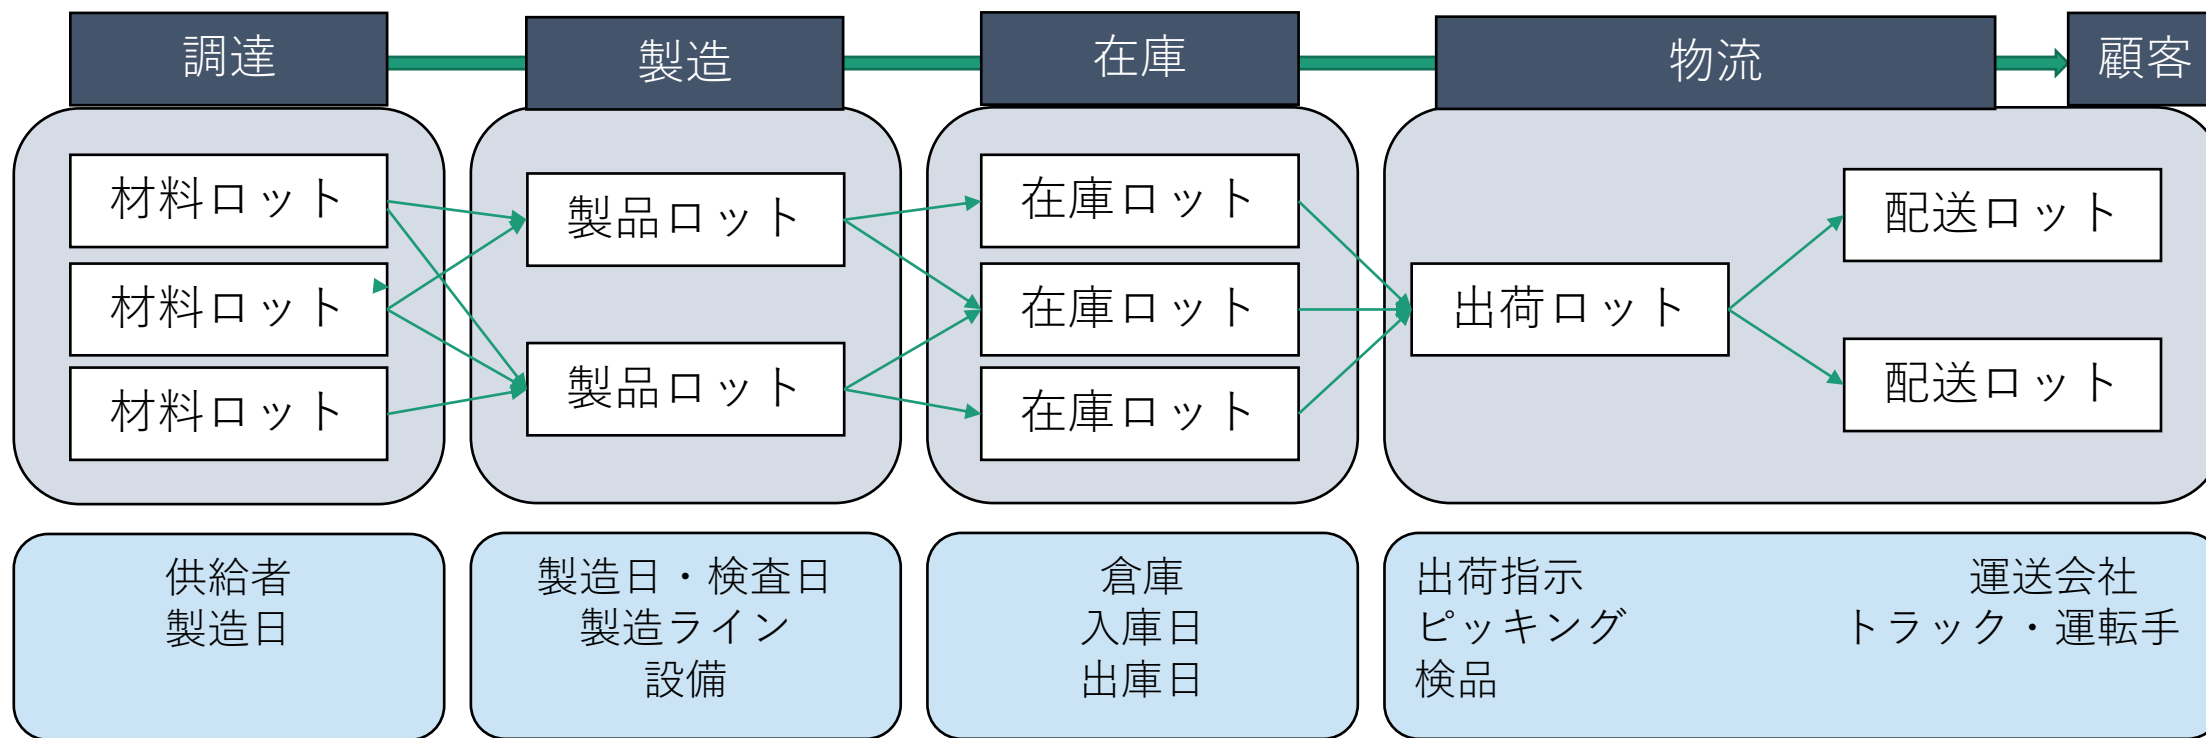 調達
製造
在庫
物流
顧客
材料ロット
材料ロット
材料ロット
製品ロット
製品ロット
在庫ロット
在庫ロット
在庫ロット
出荷ロット
配送ロット
配送ロット
供給者
製造日
製造日・検査日
製造ライン
設備
倉庫
入庫日
出庫日
出荷指示
ピッキング
検品
運送会社
トラック・運転手